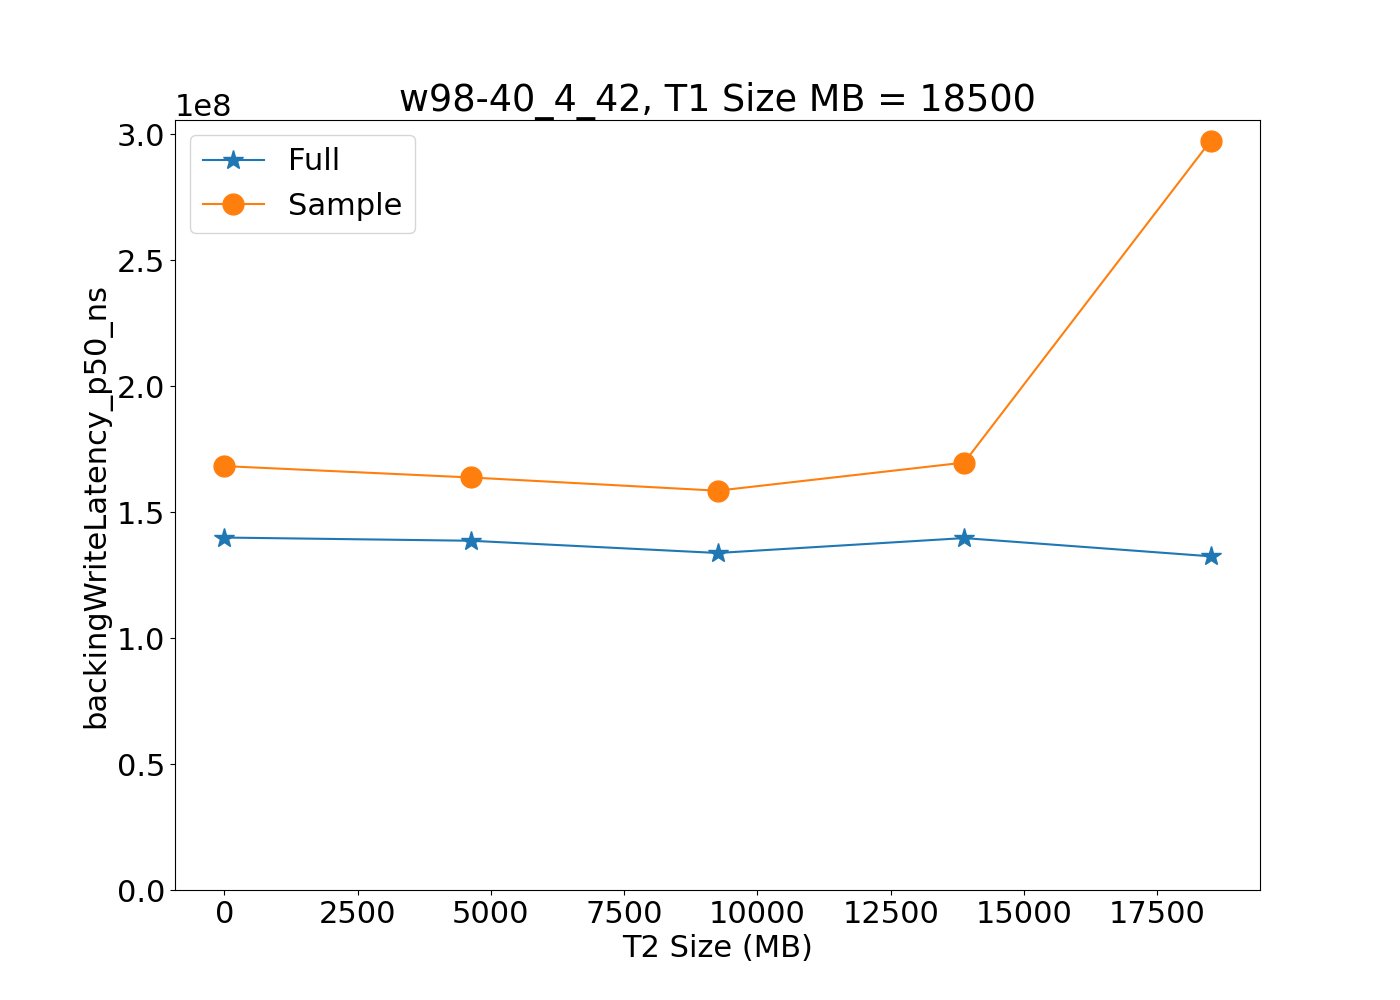 w98-40_4_42, T1 Size MB = 18500
1e8
3.0
2.5
2.0
1.5
1.0
0.5
0.0
backingWriteLatency_p50_ns
Full
Sample
0 2500 5000 7500 10000 12500 15000 17500
T2 Size (MB)